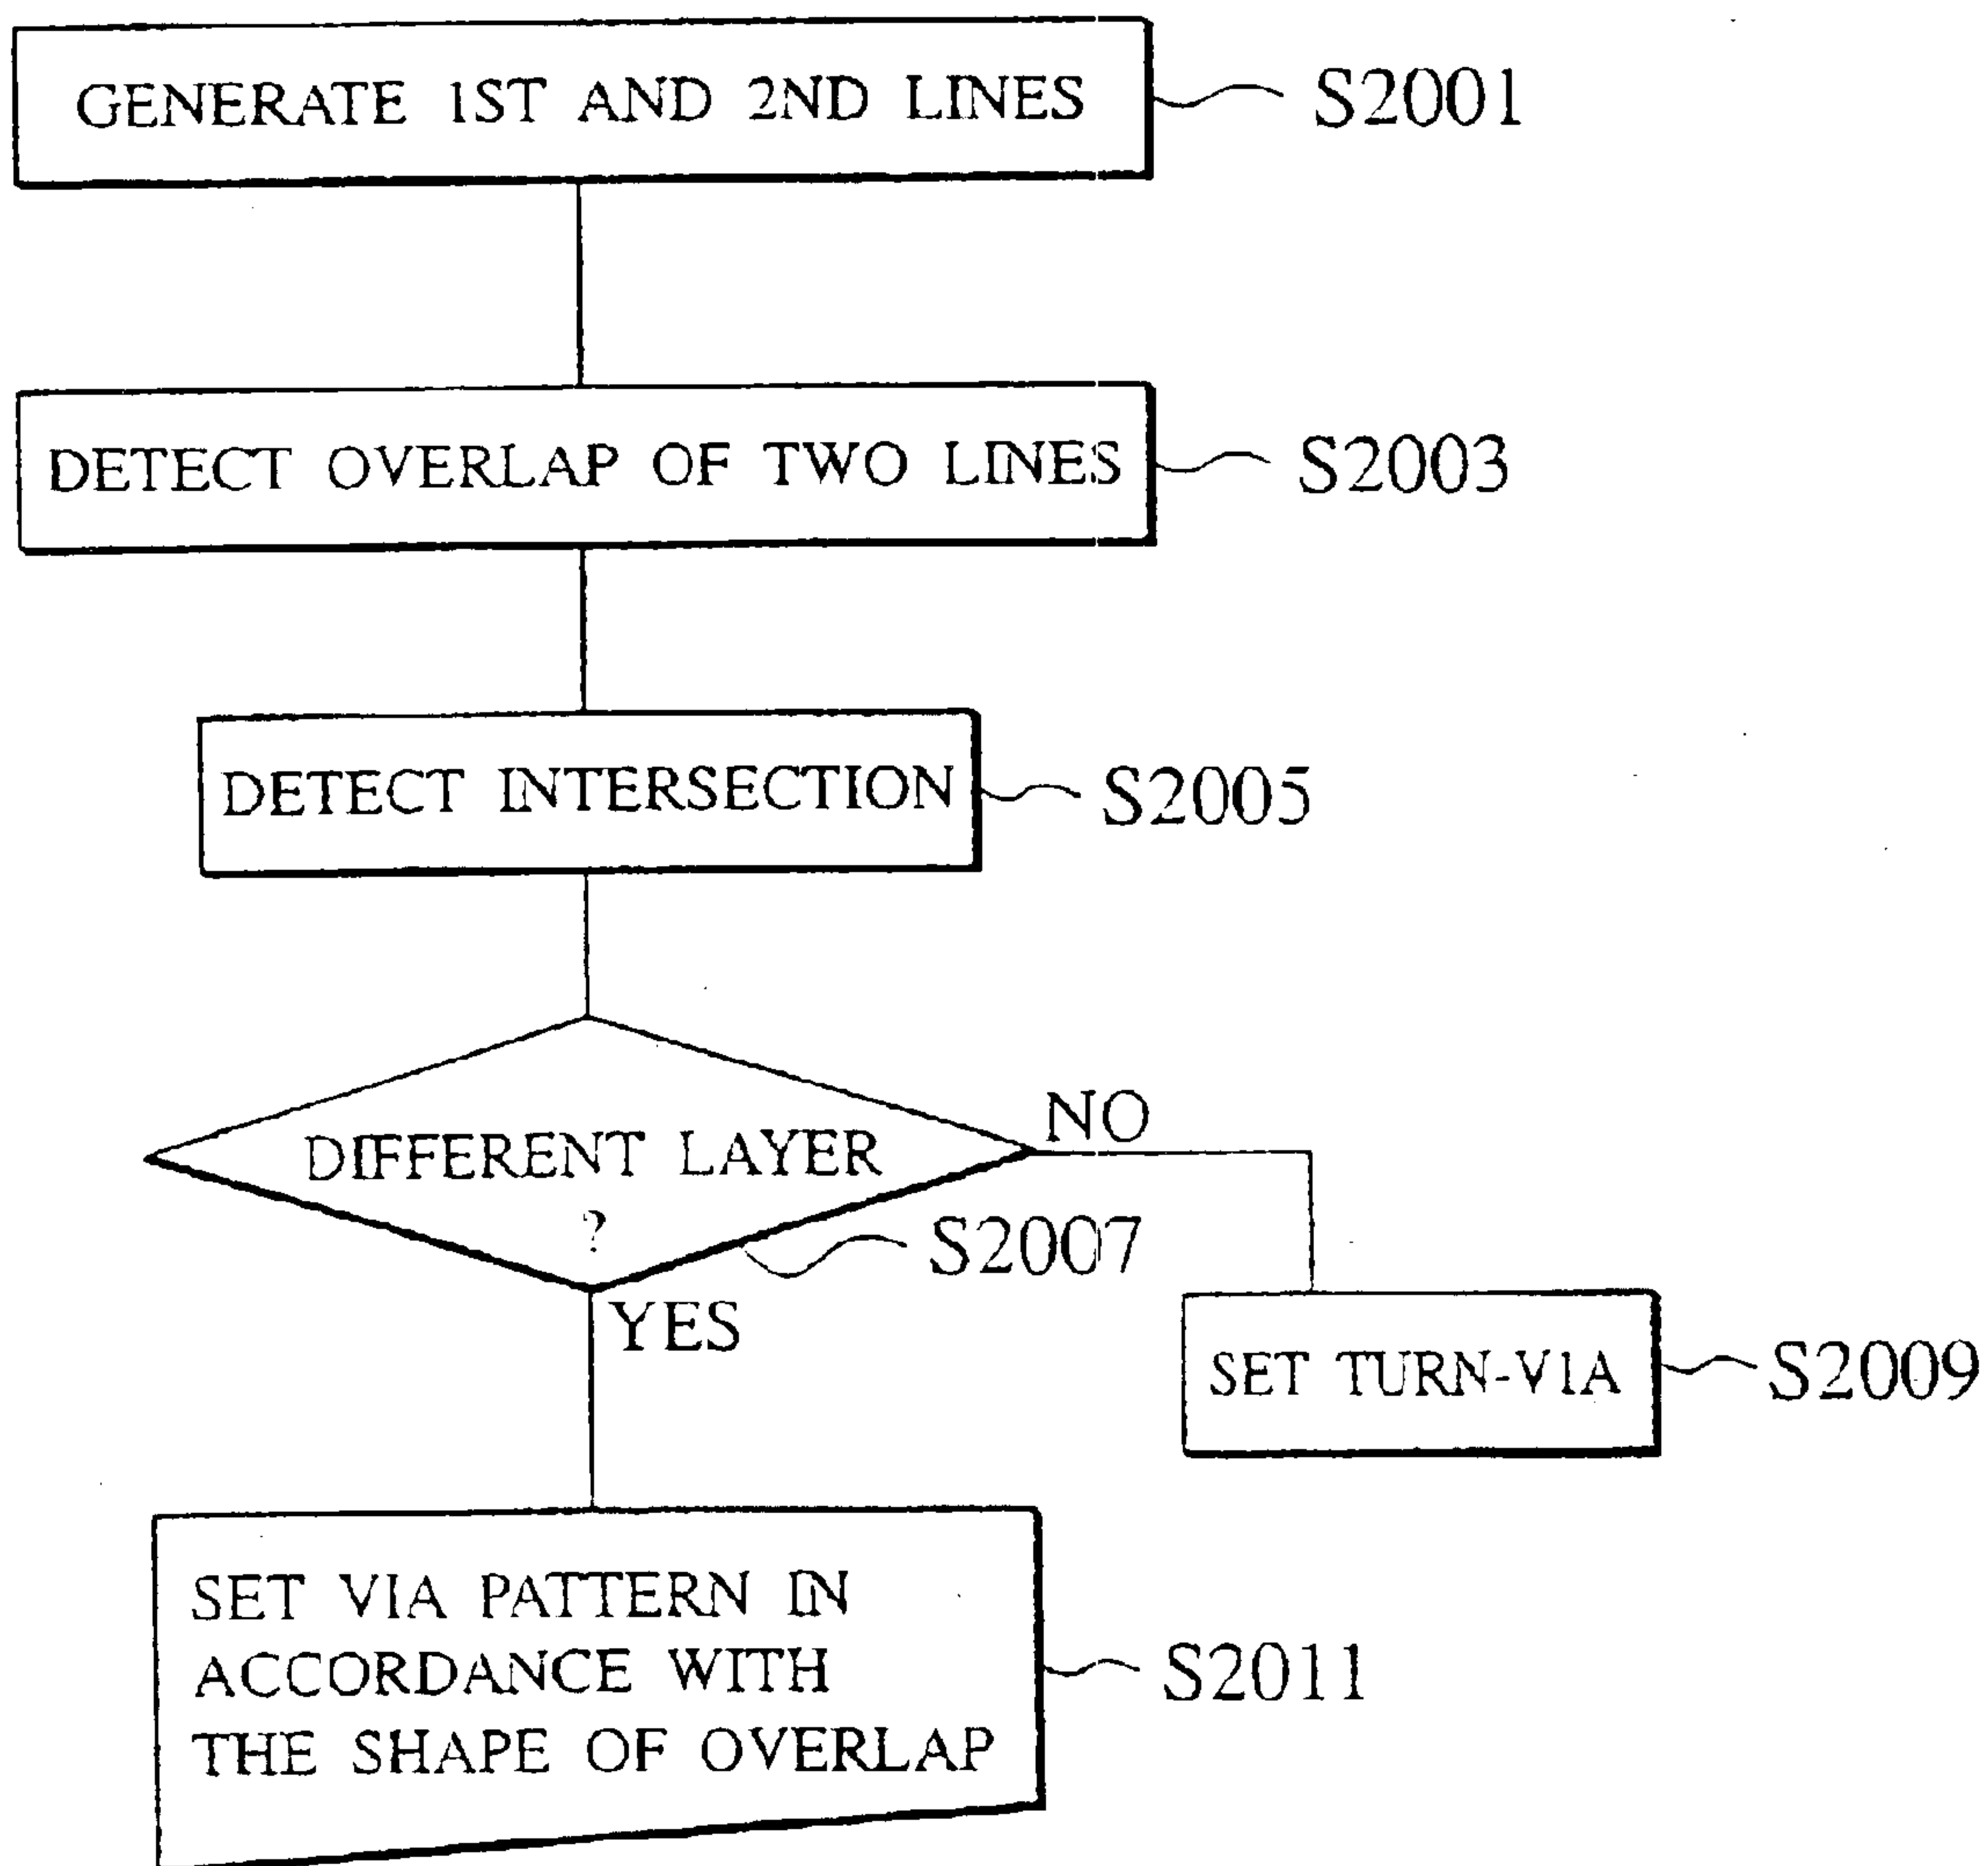 GENERATE 1ST AND 2ND LINES
S2001
DETECT OVERLAP OF TWO LINES
S2003
DETECT INTERSECTION
S2005
DIFFERENT LAYER
?
NO
S2007
YES
SET TURN-VIA
S2009
SET VIA PATTERN IN
ACCORDANCE WITH
THE SHAPE OF OVERLAP
S2011